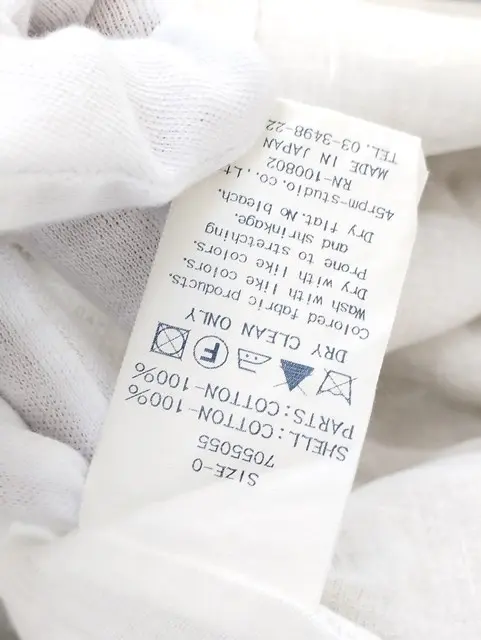 SIZE-0
7055055
SHELL:COTTON-100%
PARTS:COTTON-100%
DRY CLEAN ONLY
Colored fabric products.
Wash with like colors.
Dry with like colors.
Prone to stretching
and shrinkage.
Dry flat. No bleach.
45rpm-studio.co.,Lt
RN-100802
MADE IN JAPAN
TEL. 03-3498-22